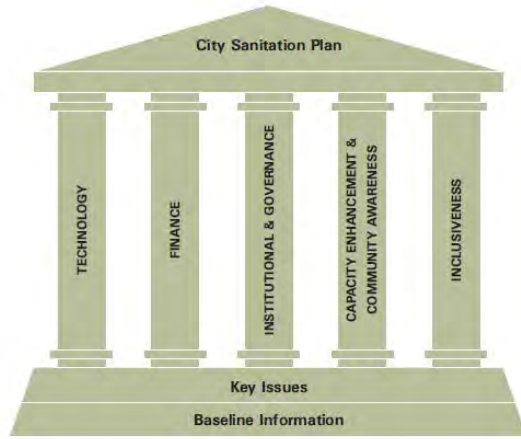 City Sanitation Plan
TECHNOLOGY
FINANCE
INSTITUTIONAL & GOVERNANCE
CAPACITY ENHANCEMENT &
COMMUNITY AWARENESS
INCLUSIVENESS
Key Issues
Baseline Information